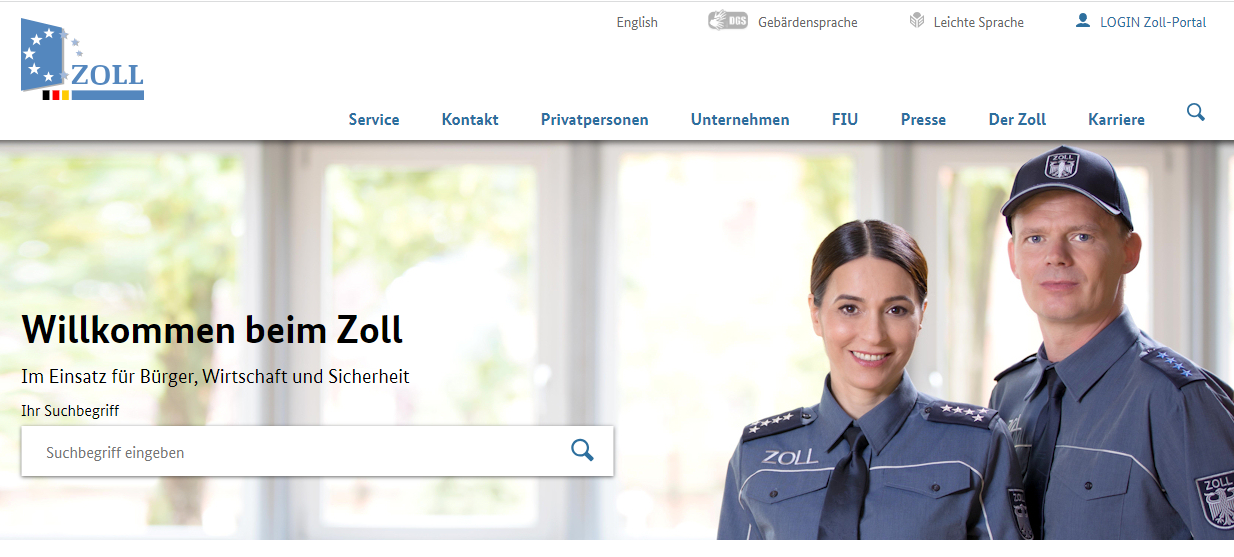 English
DGS
Gebärdensprache
Leichte Sprache
LOGIN Zoll-Portal
ZOLL
Service
Kontakt
Privatpersonen
Unternehmen
FIU
Presse
Der Zoll
Karriere
ZOLL
Willkommen beim Zoll
Im Einsatz für Bürger, Wirtschaft und Sicherheit
Ihr Suchbegriff
Suchbegriff eingeben
ZOLL
ZOLL
ZOLL